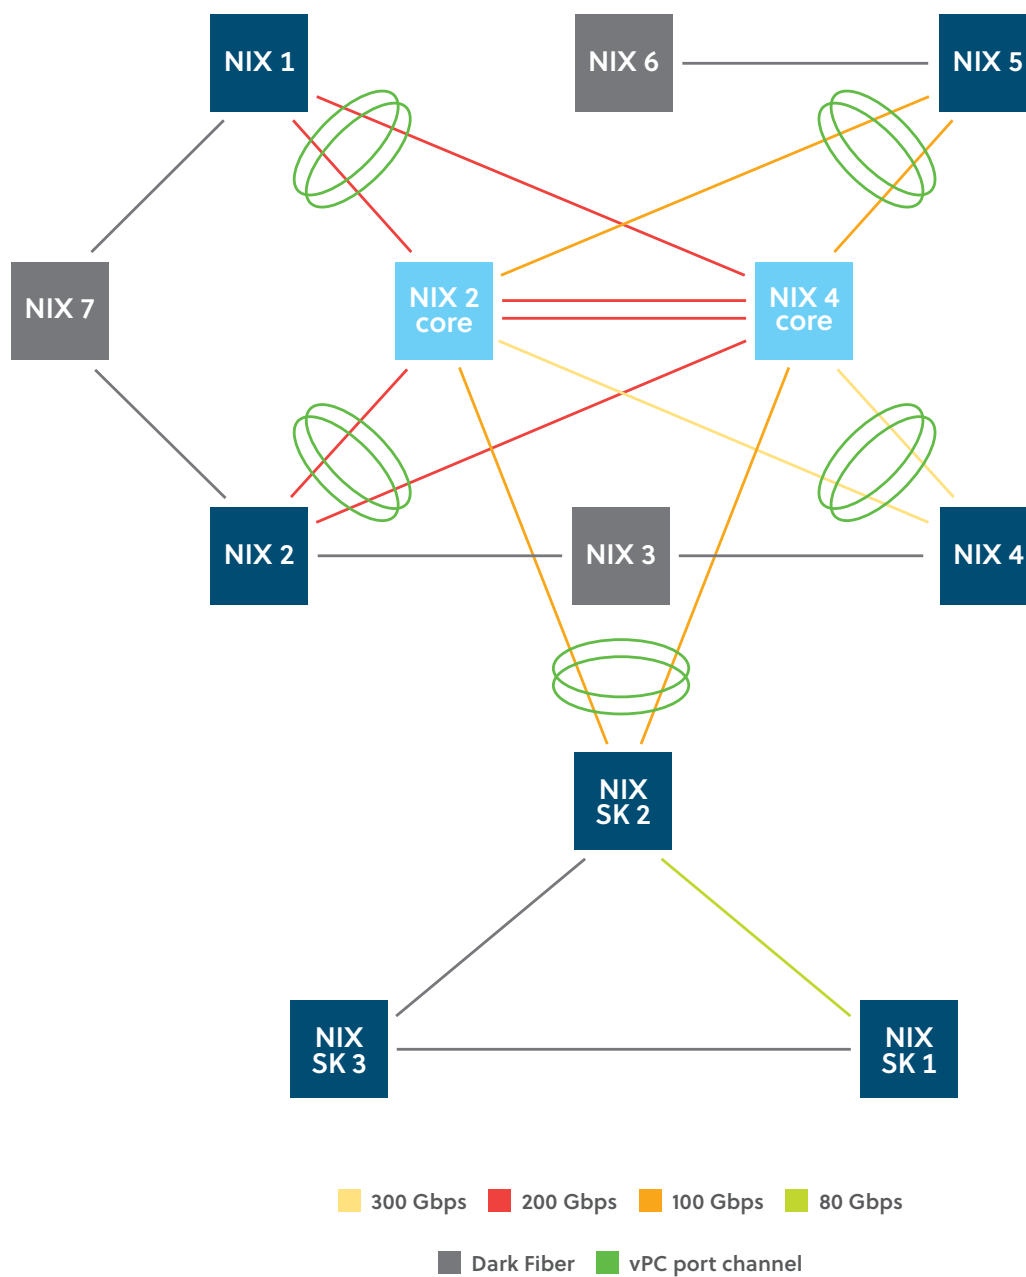 NIX 1
NIX 6
NIX 5
NIX 7
NIX 2
core
NIX 4
core
NIX 2
NIX 3
NIX 4
NIX
SK 2
NIX
SK 3
NIX
SK 1
300 Gbps
200 Gbps
100 Gbps
80 Gbps
Dark Fiber
vPC port channel